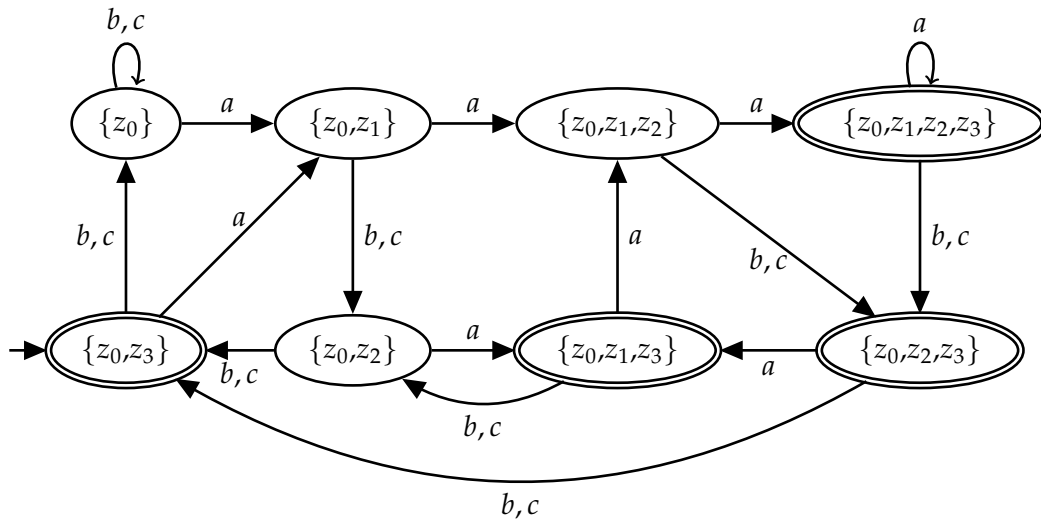 b, c
a
{z₀}
a
{z₀,z₁}
a
{z₀,z₁,z₂}
a
{z₀,z₁,z₂,z₃}
b, c
a
b, c
a
b, c
b, c
{z₀,z₃}
b, c
{z₀,z₂}
a
{z₀,z₁,z₃}
a
{z₀,z₂,z₃}
b, c
b, c